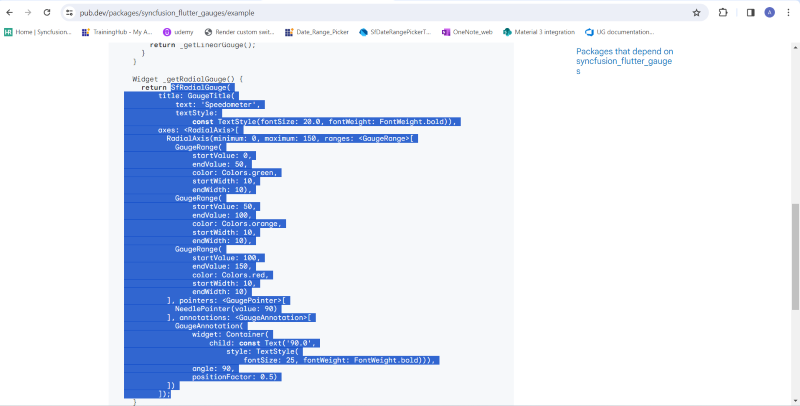 pub.dev/packages/syncfusion_flutter_gauges/example
A
Home | Syncfusion...
TrainingHub - My A...
udemy
Render custom swit...
Date_Range_Picker
SfDateRangePickerT...
OneNote_web
Material 3 integration
UG documentation...
return _getLinearGauge();
}
}
Widget _getRadialGauge() {
return SfRadialGauge(
title: GaugeTitle(
text: 'Speedometer',
textStyle:
const TextStyle(fontSize: 20.0, fontWeight: FontWeight.bold)),
axes: <RadialAxis>[
RadialAxis(minimum: 0, maximum: 150, ranges: <GaugeRange>[
GaugeRange(
startValue: 0,
endValue: 50,
color: Colors.green,
startWidth: 10,
endWidth: 10),
GaugeRange(
startValue: 50,
endValue: 100,
color: Colors.orange,
startWidth: 10,
endWidth: 10),
GaugeRange(
startValue: 100,
endValue: 150,
color: Colors.red,
startWidth: 10,
endWidth: 10)
], pointers: <GaugePointer>[
NeedlePointer(value: 90)
], annotations: <GaugeAnnotation>[
GaugeAnnotation(
widget: Container(
child: const Text('90.0',
style: TextStyle(
fontSize: 25, fontWeight: FontWeight.bold))),
angle: 90,
positionFactor: 0.5)
])
]);
}
Packages that depend on
syncfusion_flutter_gauge
s